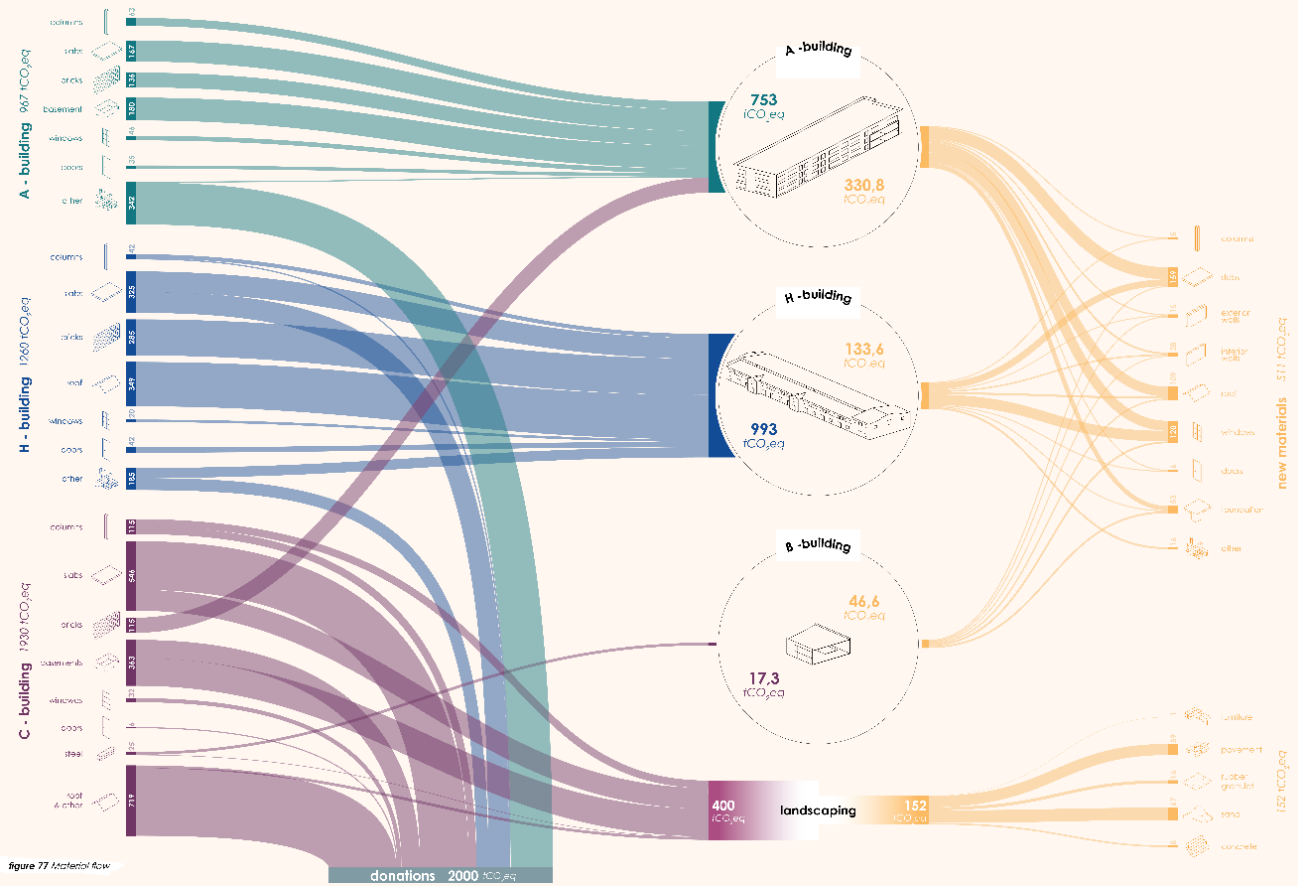 A - building 967 tCO₂eq
columns 63
slabs 167
bricks 136
basement 180
windows 46
doors 35
other 342
H - building 1260 tCO₂eq
columns 42
slabs 325
bricks 285
roof 349
windows 20
doors 42
other 185
C - building 1930 tCO₂eq
columns 115
slabs 546
bricks 115
basements 363
windows 32
doors 6
steel 25
roof
& other 719
A -building
753
tCO₂eq
330,8
tCO₂eq
H -building
133,6
tCO₂eq
993
tCO₂eq
B -building
46,6
tCO₂eq
17,3
tCO₂eq
400
tCO₂eq
landscaping
152
tCO₂eq
donations 2000 tCO₂eq
new materials 511 tCO₂eq
columns
159 slabs
exterior
walls
interior
walls
roof
120 windows
doors
foundation
other
152 tCO₂eq
furniture
pavement
rubber
granulat
sand
concrete
figure 77 Material flow